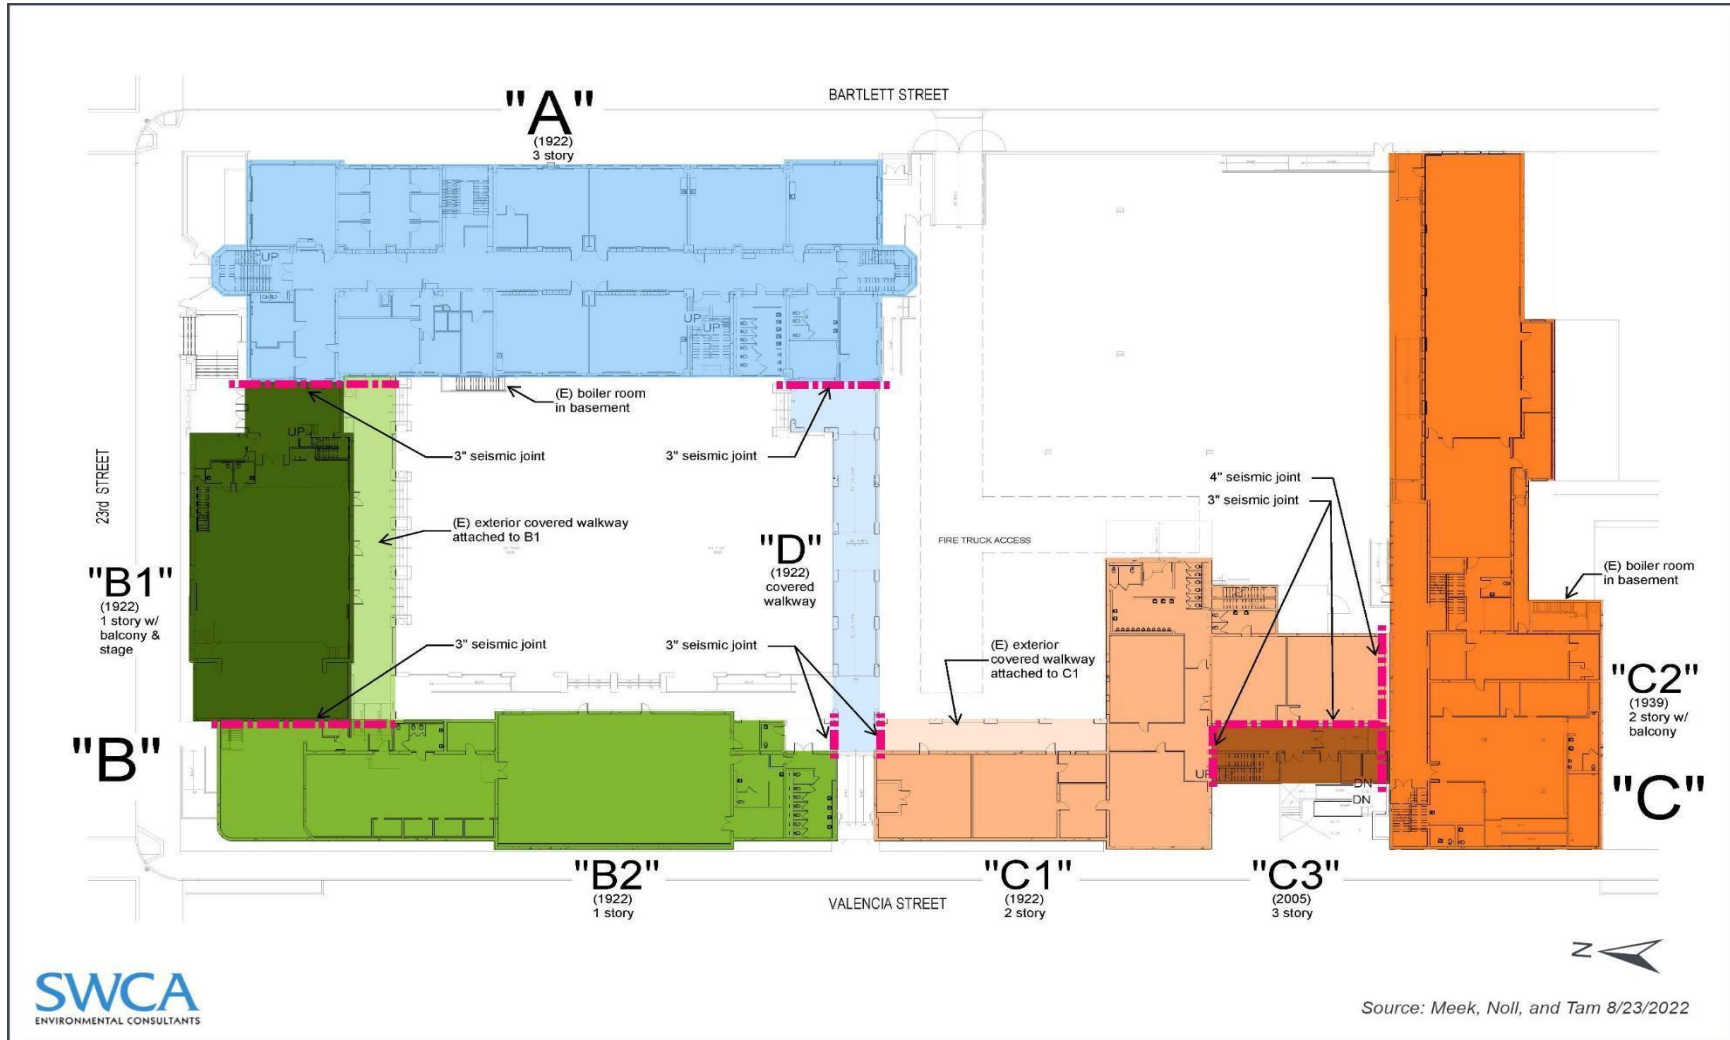 BARTLETT STREET
"A"
(1922)
3 story
UP
UP
UP
(E) boiler room
in basement
UP
3" seismic joint
3" seismic joint
4" seismic joint
3" seismic joint
23rd STREET
(E) exterior covered walkway
attached to B1
"D"
(1922)
covered
walkway
FIRE TRUCK ACCESS
"B1"
(1922)
1 story w/
balcony &
stage
(E) boiler room
in basement
3" seismic joint
3" seismic joint
(E) exterior
covered walkway
attached to C1
"C2"
(1939)
2 story w/
balcony
"B"
UP
DN
DN
"C"
"B2"
(1922)
1 story
"C1"
(1922)
2 story
"C3"
(2005)
3 story
VALENCIA STREET
N
SWCA
ENVIRONMENTAL CONSULTANTS
Source: Meek, Noll, and Tam 8/23/2022